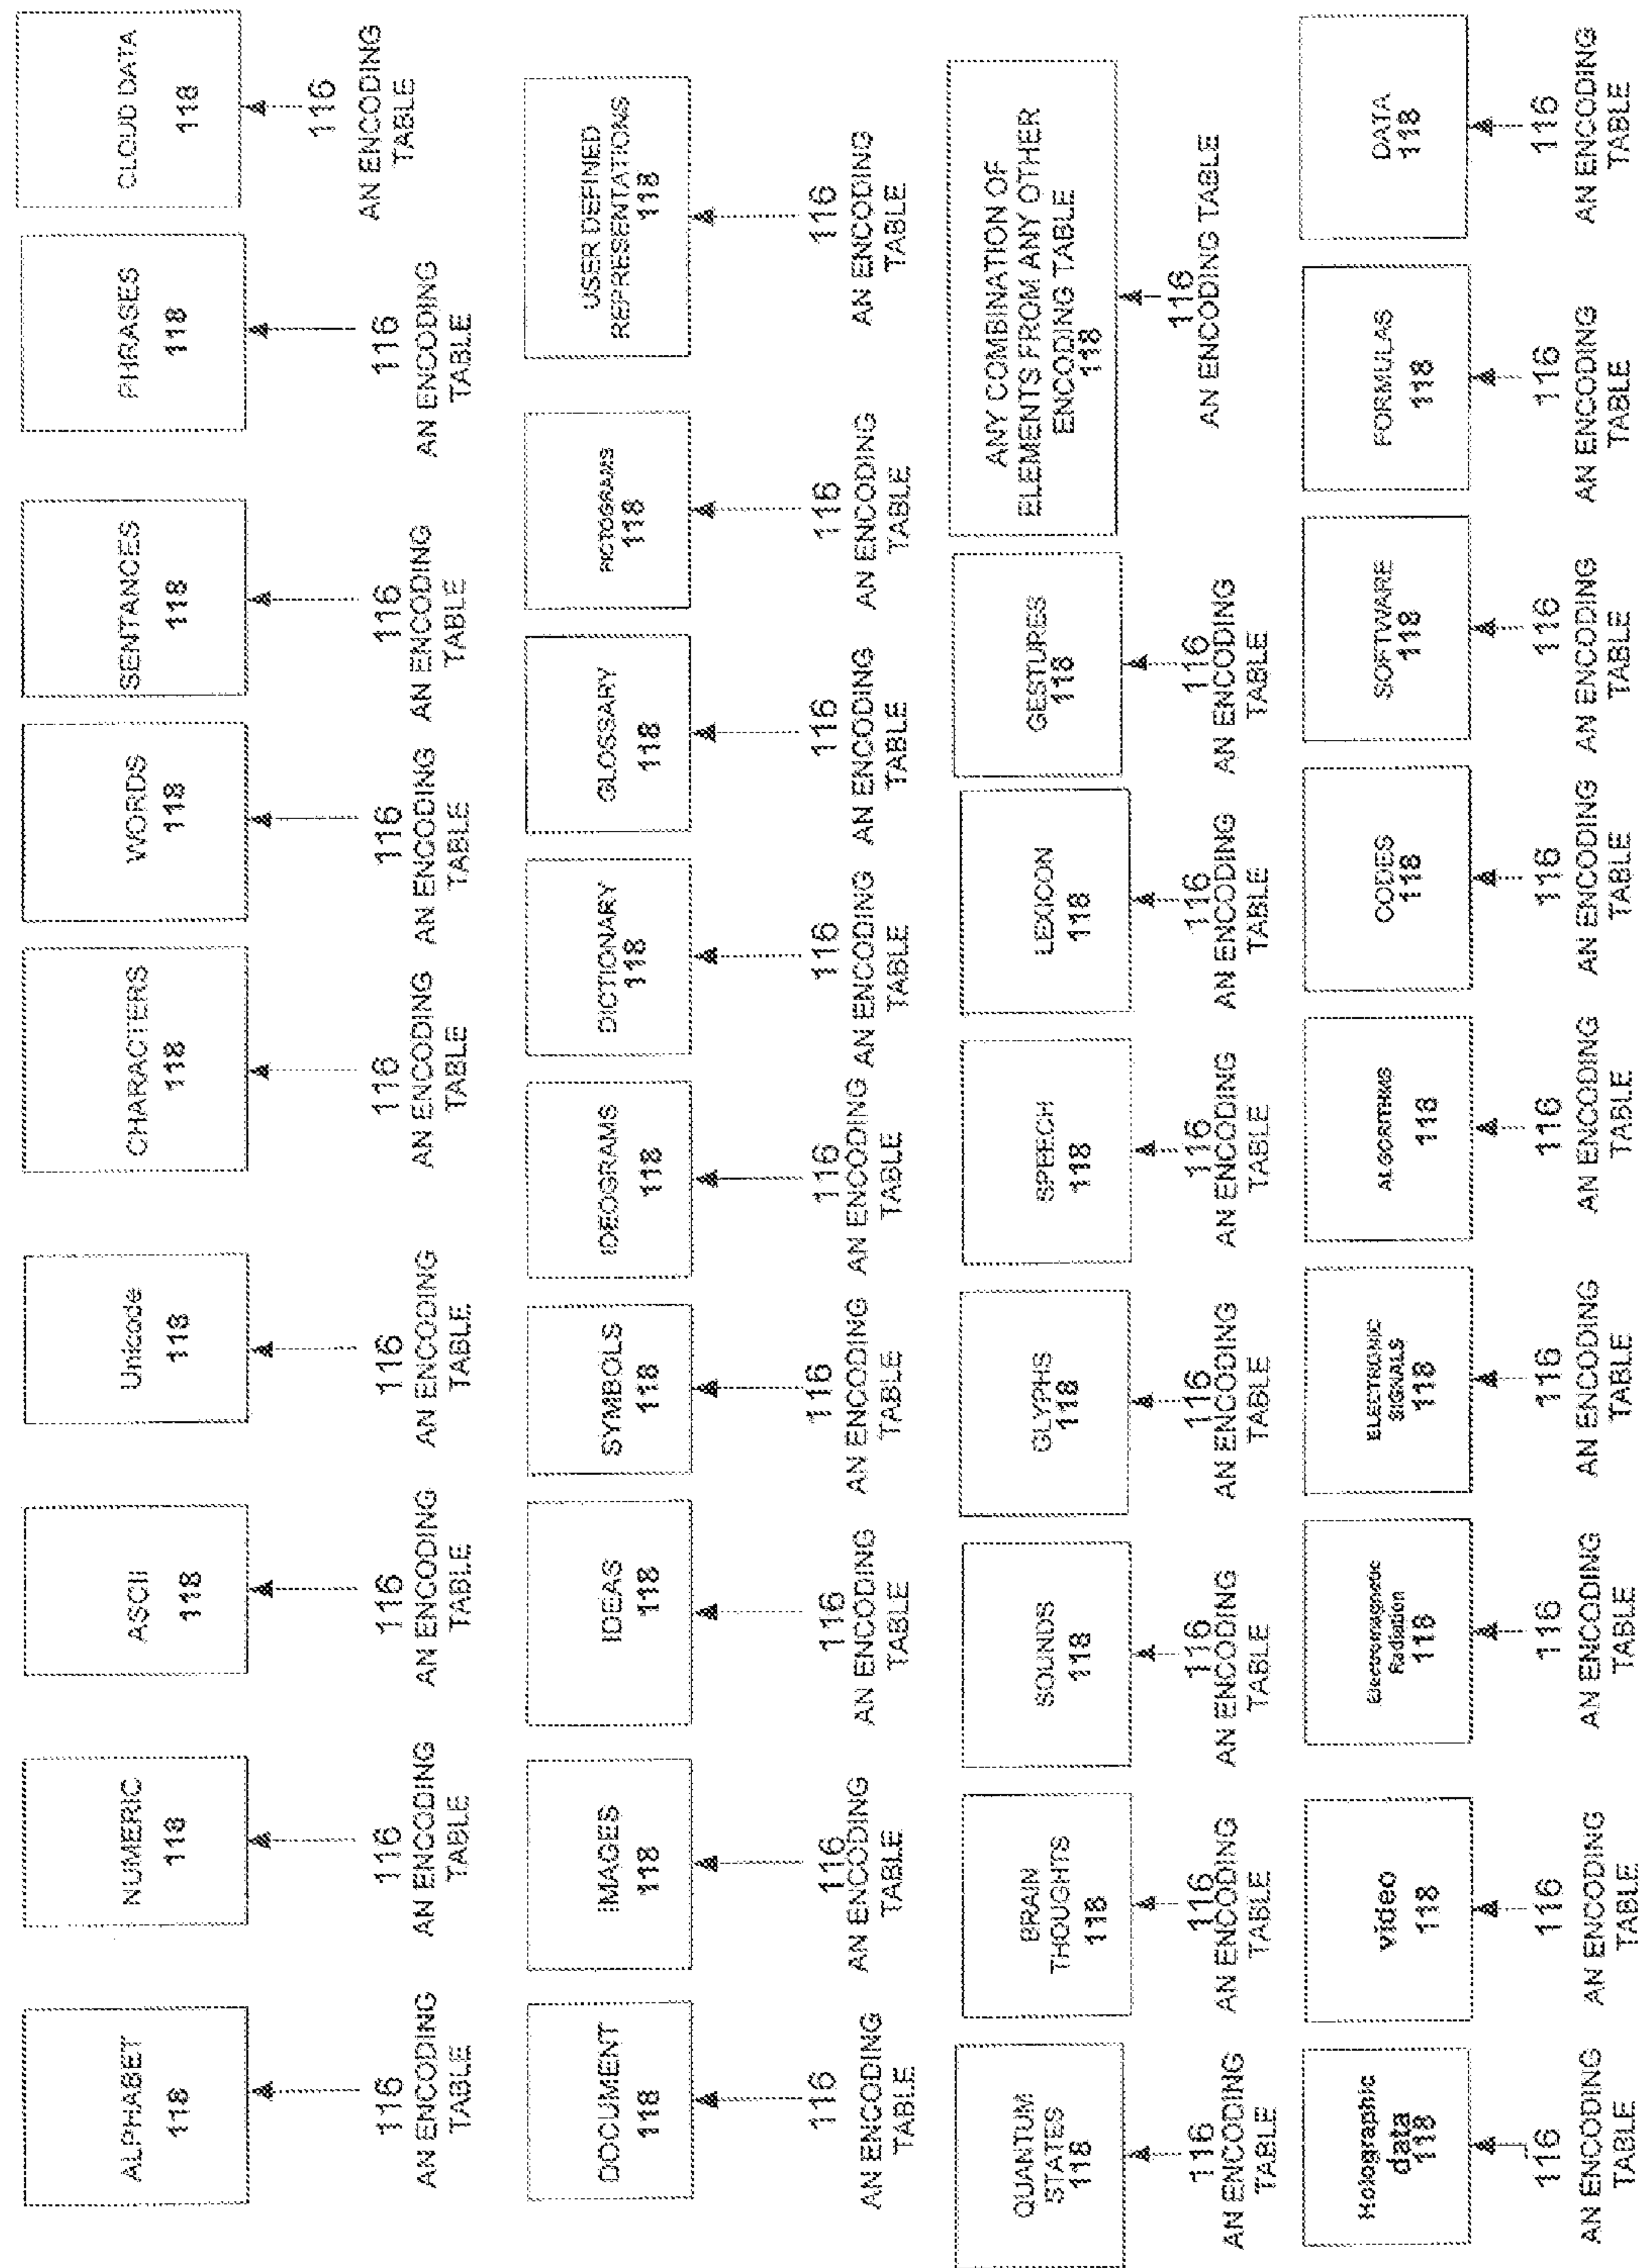 ALPHABET
118
116
AN ENCODING
TABLE
NUMERIC
118
116
AN ENCODING
TABLE
ASCII
118
116
AN ENCODING
TABLE
Unicode
118
116
AN ENCODING
TABLE
CHARACTERS
118
116
AN ENCODING
TABLE
WORDS
118
116
AN ENCODING
TABLE
SENTANCES
118
116
AN ENCODING
TABLE
PHRASES
118
116
AN ENCODING
TABLE
CLOUD DATA
118
116
AN ENCODING
TABLE
DOCUMENT
118
116
AN ENCODING
TABLE
IMAGES
118
116
AN ENCODING
TABLE
IDEAS
118
116
AN ENCODING
TABLE
SYMBOLS
118
116
AN ENCODING
TABLE
IDEOGRAMS
118
116
AN ENCODING
TABLE
DICTIONARY
118
116
AN ENCODING
TABLE
GLOSSARY
118
116
AN ENCODING
TABLE
PICTOGRAMS
118
116
AN ENCODING
TABLE
USER DEFINED
REPRESENTATIONS
118
116
AN ENCODING
TABLE
QUANTUM
STATES
118
116
AN ENCODING
TABLE
BRAIN
THOUGHTS
118
116
AN ENCODING
TABLE
SOUNDS
118
116
AN ENCODING
TABLE
GLYPHS
118
116
AN ENCODING
TABLE
SPEECH
118
116
AN ENCODING
TABLE
LEXICON
118
116
AN ENCODING
TABLE
GESTURES
118
116
AN ENCODING
TABLE
ANY COMBINATION OF
ELEMENTS FROM ANY OTHER
ENCODING TABLE
118
116
AN ENCODING TABLE
Holographic
data
118
116
AN ENCODING
TABLE
video
118
116
AN ENCODING
TABLE
Electromagnetic
Radiation
118
116
AN ENCODING
TABLE
ELECTRONIC
SIGNALS
118
116
AN ENCODING
TABLE
ALGORITHMS
118
116
AN ENCODING
TABLE
CODES
118
116
AN ENCODING
TABLE
SOFTWARE
118
116
AN ENCODING
TABLE
FORMULAS
118
116
AN ENCODING
TABLE
DATA
118
116
AN ENCODING
TABLE